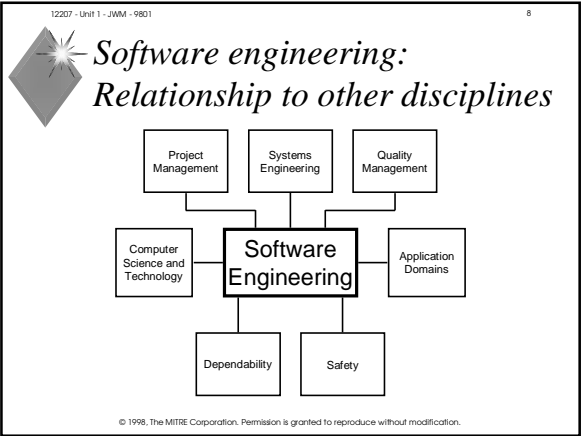 12207 - Unit 1 - JWM - 9801
8
Software engineering:
Relationship to other disciplines
Project
Management
Systems
Engineering
Quality
Management
Computer
Science and
Technology
Software
Engineering
Application
Domains
Dependability
Safety
© 1998, The MITRE Corporation. Permission is granted to reproduce without modification.